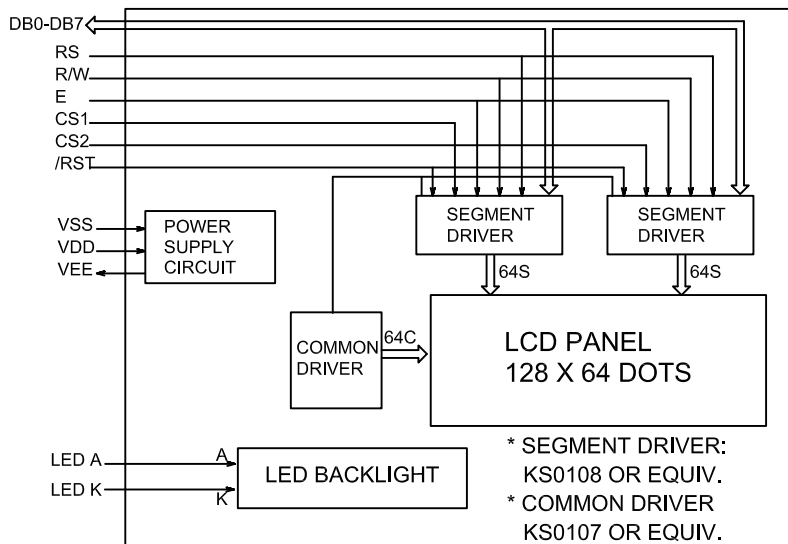 DB0-DB7
RS
R/W
E
CS1
CS2
/RST
VSS
VDD
VEE
POWER
SUPPLY
CIRCUIT
SEGMENT
DRIVER
SEGMENT
DRIVER
64S
64S
COMMON
DRIVER
64C
LCD PANEL
128 X 64 DOTS
LED A
LED K
A
K
LED BACKLIGHT
* SEGMENT DRIVER:
KS0108 OR EQUIV.
* COMMON DRIVER
KS0107 OR EQUIV.